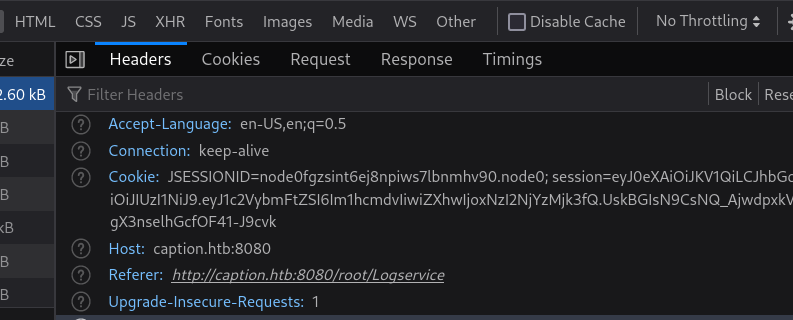 HTML CSS JS XHR Fonts Images Media WS Other Disable Cache No Throttling
ze Headers Cookies Request Response Timings
2.60 kB Filter Headers Block Rese
B Accept-Language: en-US,en;q=0.5
Connection: keep-alive
B Cookie: JSESSIONID=node0fgzsint6ej8npiws7lbnmhv90.node0; session=eyJ0eXAiOiJKV1QiLCJhbGc
B iOiJIUzI1NiJ9.eyJ1c2VybmFtZSI6Im1hcmdvIiwiZXhwIjoxNzI2NjYzMjk3fQ.UskBGIsN9CsNQ_AjwdpxkV
kB gX3nselhGcfOF41-J9cvk
B Host: caption.htb:8080
Referer: http://caption.htb:8080/root/Logservice
B Upgrade-Insecure-Requests: 1